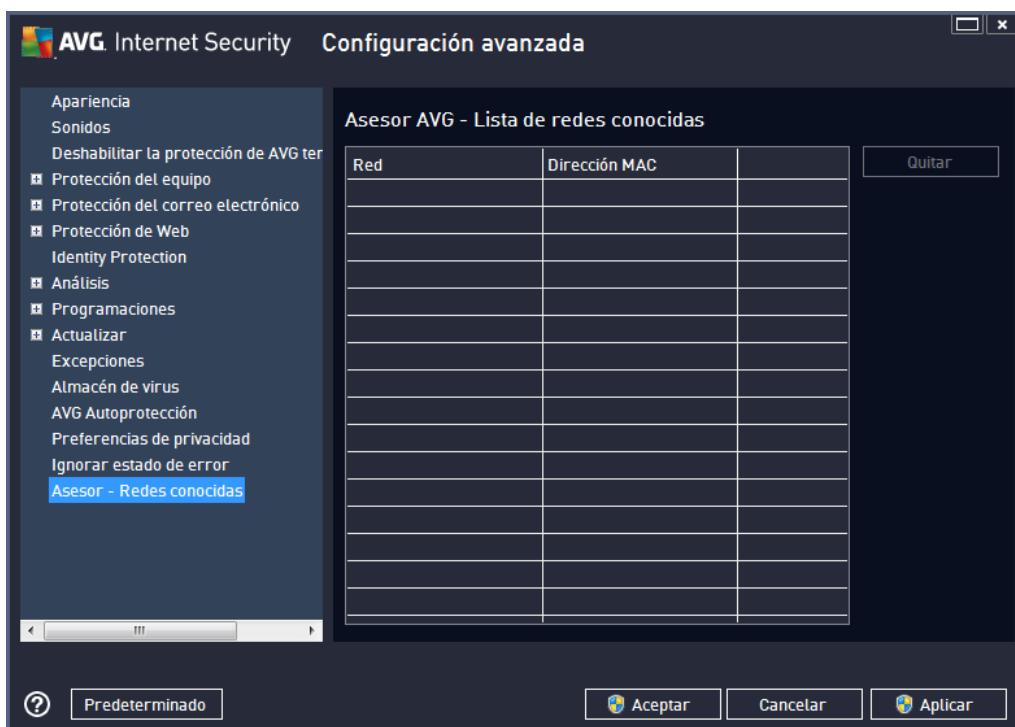 AVG. Internet Security Configuración avanzada
Apariencia
Sonidos
Deshabilitar la protección de AVG ter
Protección del equipo
Protección del correo electrónico
Protección de Web
Identity Protection
Análisis
Programaciones
Actualizar
Excepciones
Almacén de virus
AVG Autoprotección
Preferencias de privacidad
Ignorar estado de error
Asesor - Redes conocidas
Asesor AVG - Lista de redes conocidas
Red Dirección MAC
Quitar
Predeterminado
Aceptar
Cancelar
Aplicar